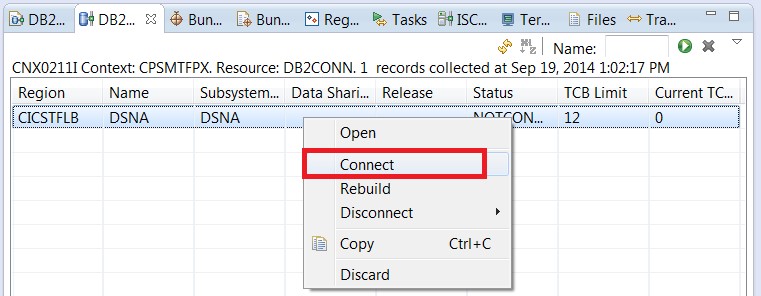 DB2... DB2... Bun... Bun... Reg... Tasks ISC... Ter... Files Tra...
Name:
CNX0211I Context: CPSMTFPX. Resource: DB2CONN. 1 records collected at Sep 19, 2014 1:02:17 PM
Region Name Subsystem... Data Shari... Release Status TCB Limit Current TC...
CICSTFLB DSNA DSNA NOTCON... 12 0
Open
Connect
Rebuild
Disconnect
Copy Ctrl+C
Discard